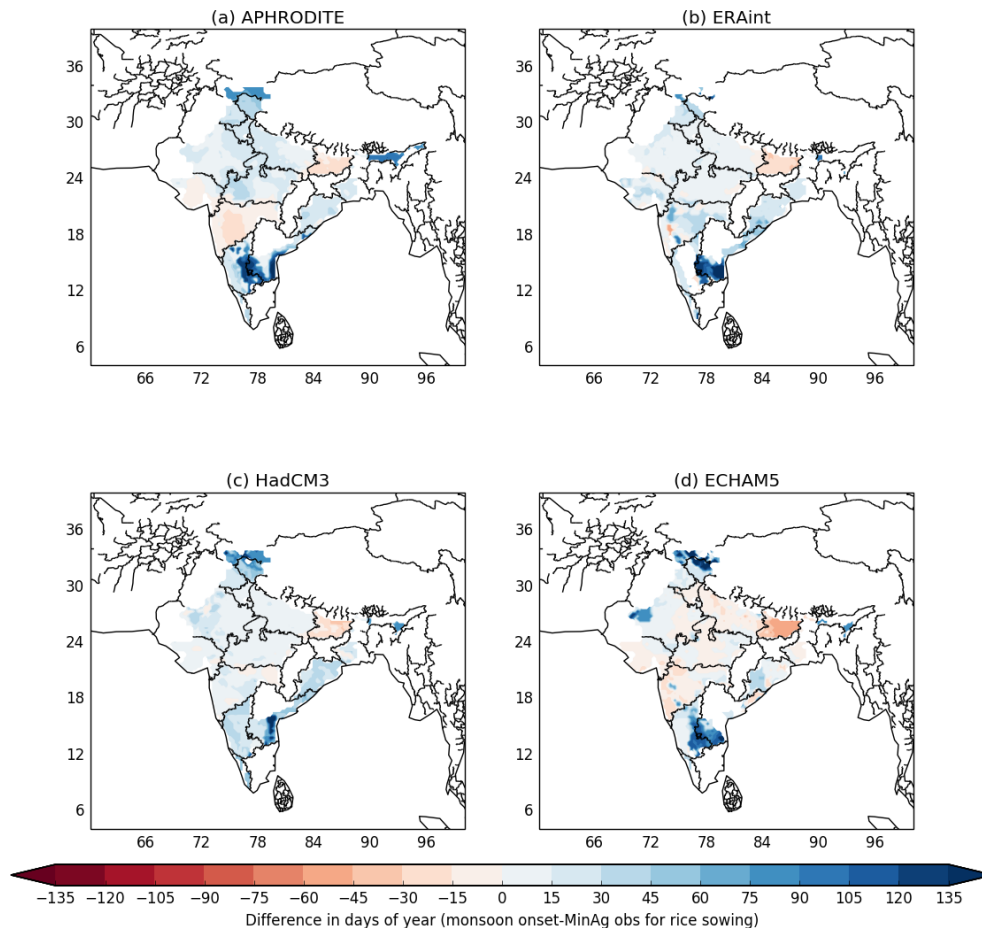 (a) APHRODITE
(b) ERAint
36
30
24
18
12
6
66 72 78 84 90 96
36
30
24
18
12
6
66 72 78 84 90 96
(c) HadCM3
(d) ECHAM5
36
30
24
18
12
6
66 72 78 84 90 96
36
30
24
18
12
6
66 72 78 84 90 96
−135 −120 −105 −90 −75 −60 −45 −30 −15 0 15 30 45 60 75 90 105 120 135
Difference in days of year (monsoon onset-MinAg obs for rice sowing)